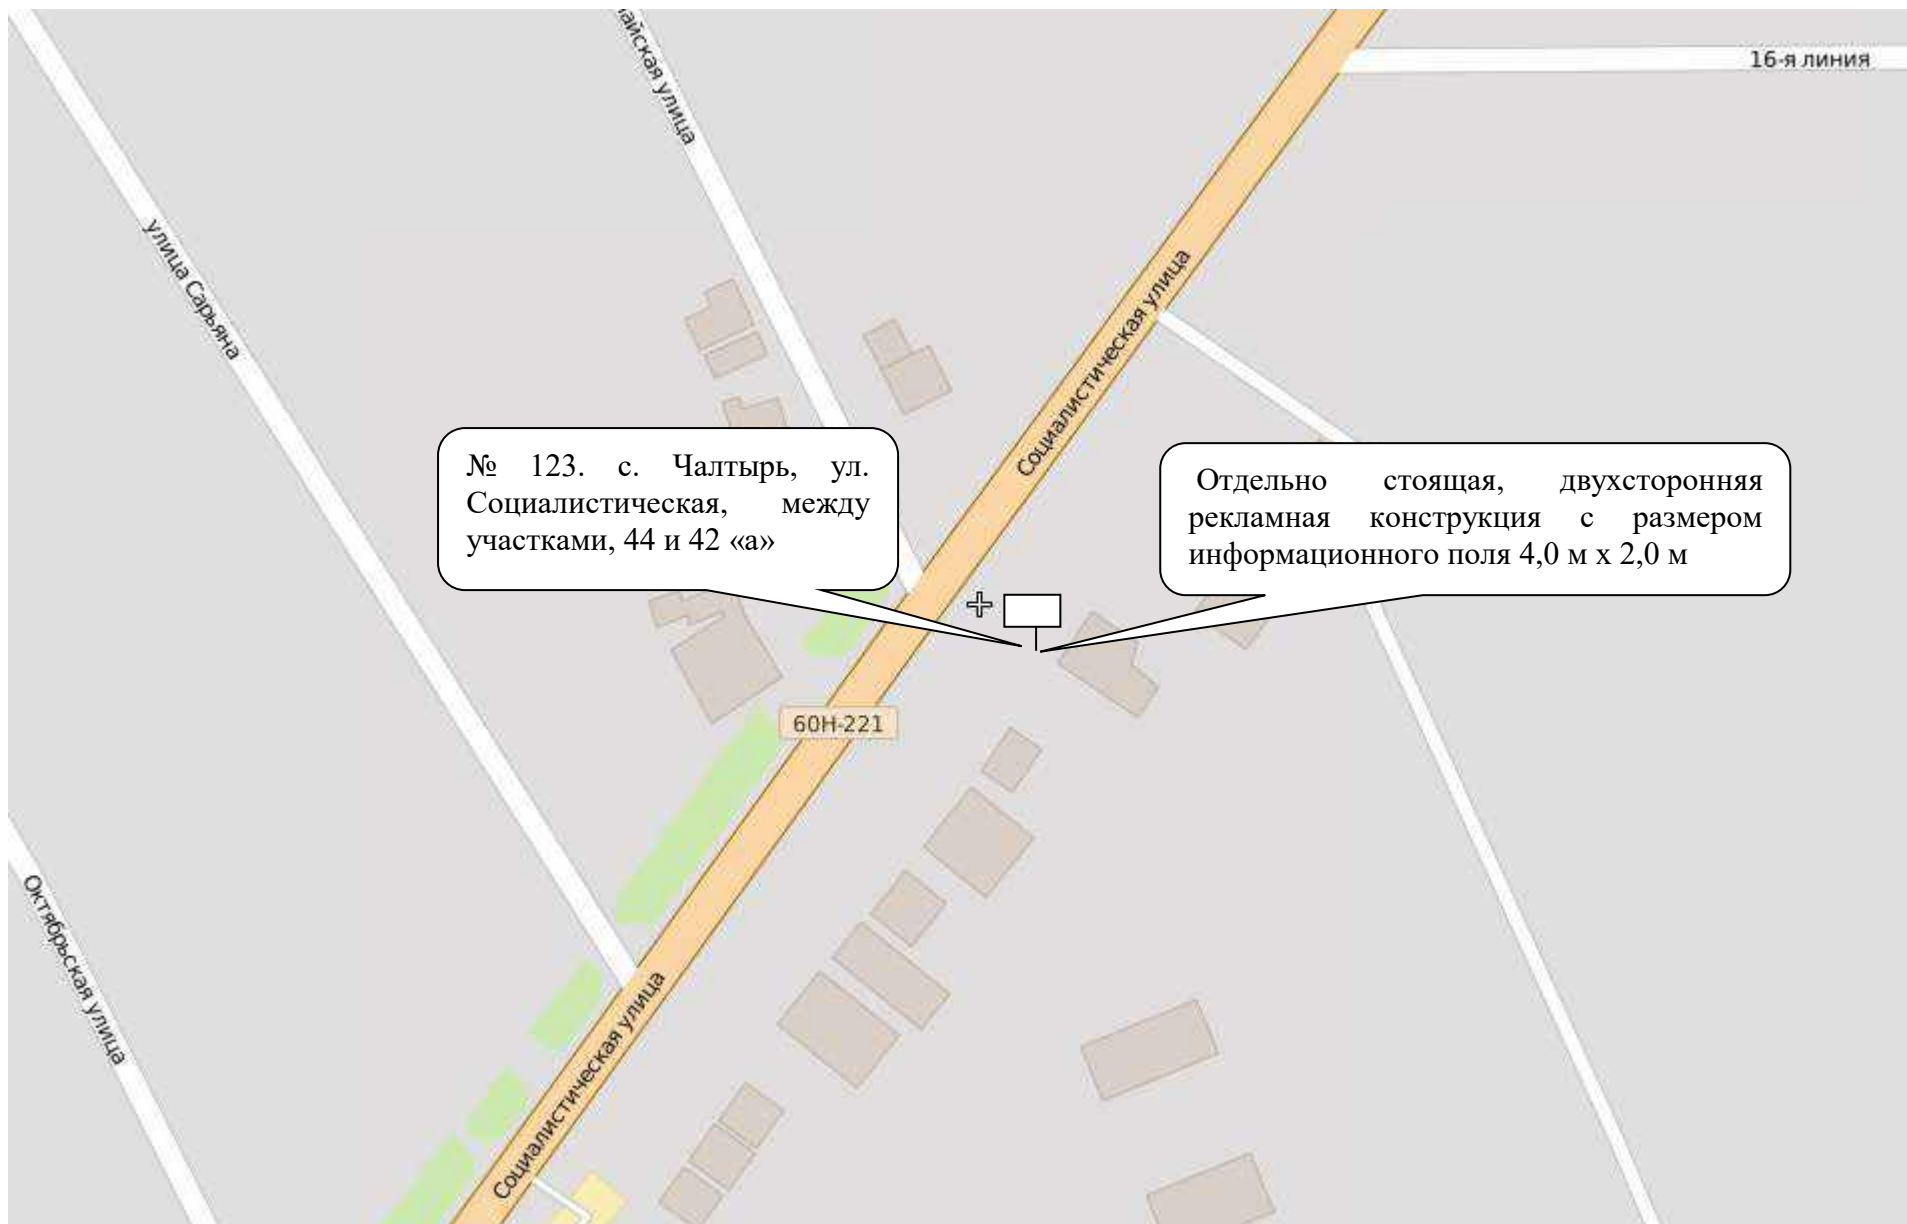 16-я линия
айская улица
улица Сарьяна
Социалистическая улица
№ 123. с. Чалтырь, ул.
Социалистическая, между
участками, 44 и 42 «а»
Отдельно стоящая, двухсторонняя
рекламная конструкция с размером
информационного поля 4,0 м х 2,0 м
60Н-221
Октябрьская улица
Социалистическая улица